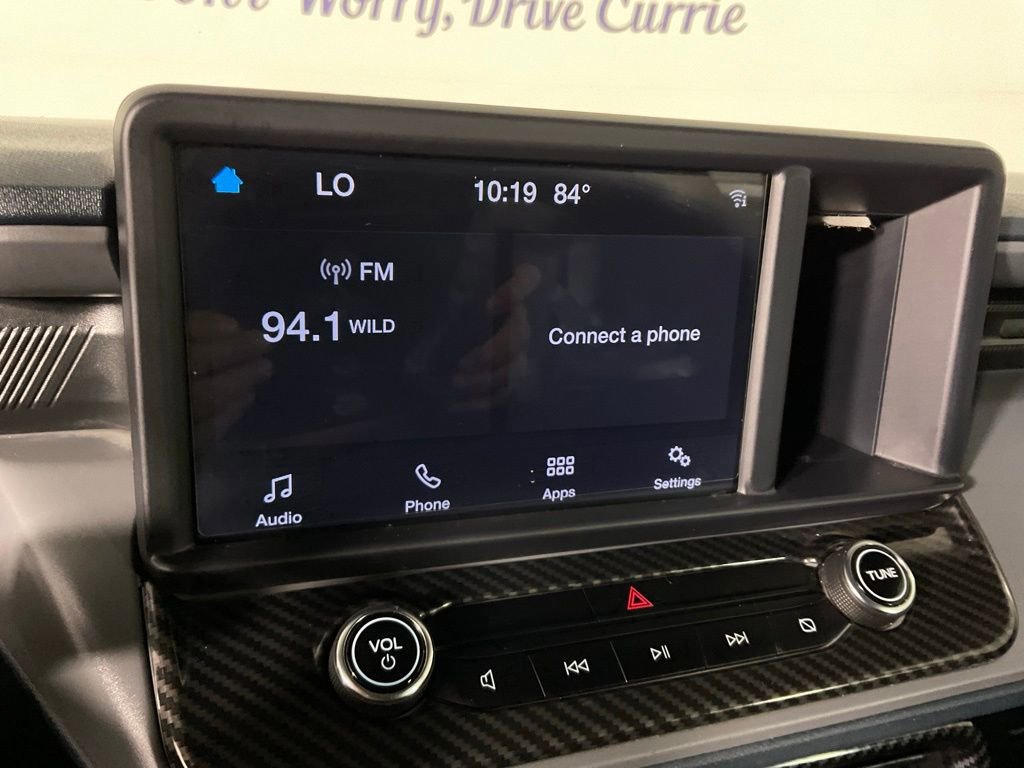 Worry, Drive Currie
LO
10:19 84°
FM
94.1 WILD
Connect a phone
Audio
Phone
Apps
Settings
VOL
TUNE